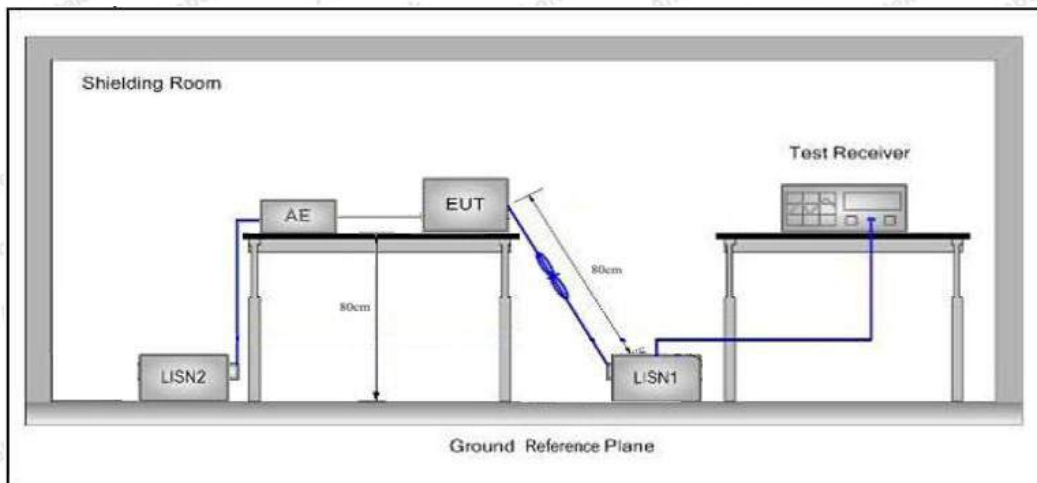 Shielding Room
Test Receiver
AE
EUT
80cm
80cm
LISN2
LISN1
Ground Reference Plane